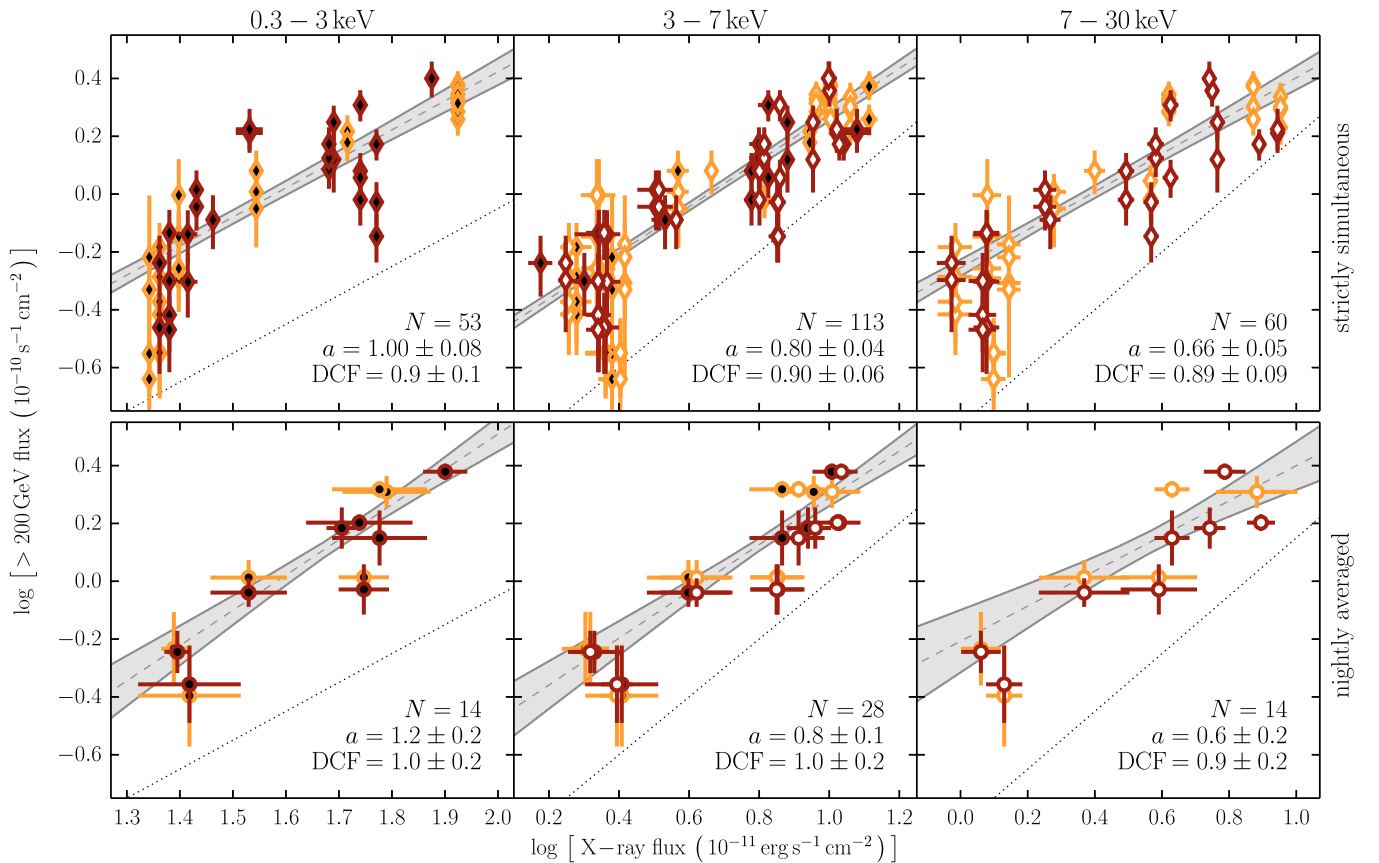 0.3 – 3 keV
3 – 7 keV
7 – 30 keV
0.4
0.2
0.0
−0.2
−0.4
−0.6
N = 53
a = 1.00 ± 0.08
DCF = 0.9 ± 0.1
N = 113
a = 0.80 ± 0.04
DCF = 0.90 ± 0.06
N = 60
a = 0.66 ± 0.05
DCF = 0.89 ± 0.09
strictly simultaneous
log [ > 200 GeV flux ( 10⁻¹⁰ s⁻¹ cm⁻² ) ]
0.4
0.2
0.0
−0.2
−0.4
−0.6
N = 14
a = 1.2 ± 0.2
DCF = 1.0 ± 0.2
N = 28
a = 0.8 ± 0.1
DCF = 1.0 ± 0.2
N = 14
a = 0.6 ± 0.2
DCF = 0.9 ± 0.2
nightly averaged
1.3 1.4 1.5 1.6 1.7 1.8 1.9 2.0
0.2 0.4 0.6 0.8 1.0 1.2
0.0 0.2 0.4 0.6 0.8 1.0
log [ X−ray flux ( 10⁻¹¹ erg s⁻¹ cm⁻² ) ]